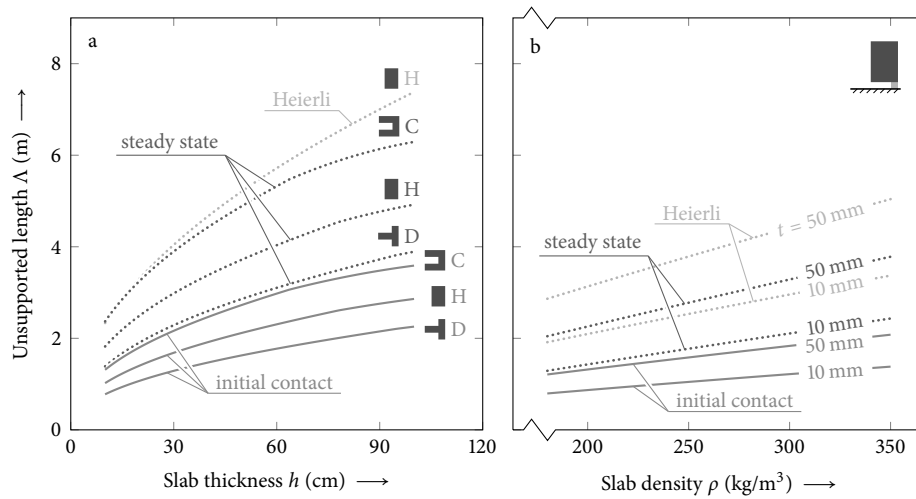 a
b
8
6
4
2
0
Unsupported length Λ (m) ⟶
H
Heierli
C
steady state
H
D
C
H
D
initial contact
0 30 60 90 120
Slab thickness h (cm) ⟶
t = 50 mm
Heierli
steady state
50 mm
10 mm
10 mm
50 mm
10 mm
initial contact
200 250 300 350
Slab density ρ (kg/m³) ⟶